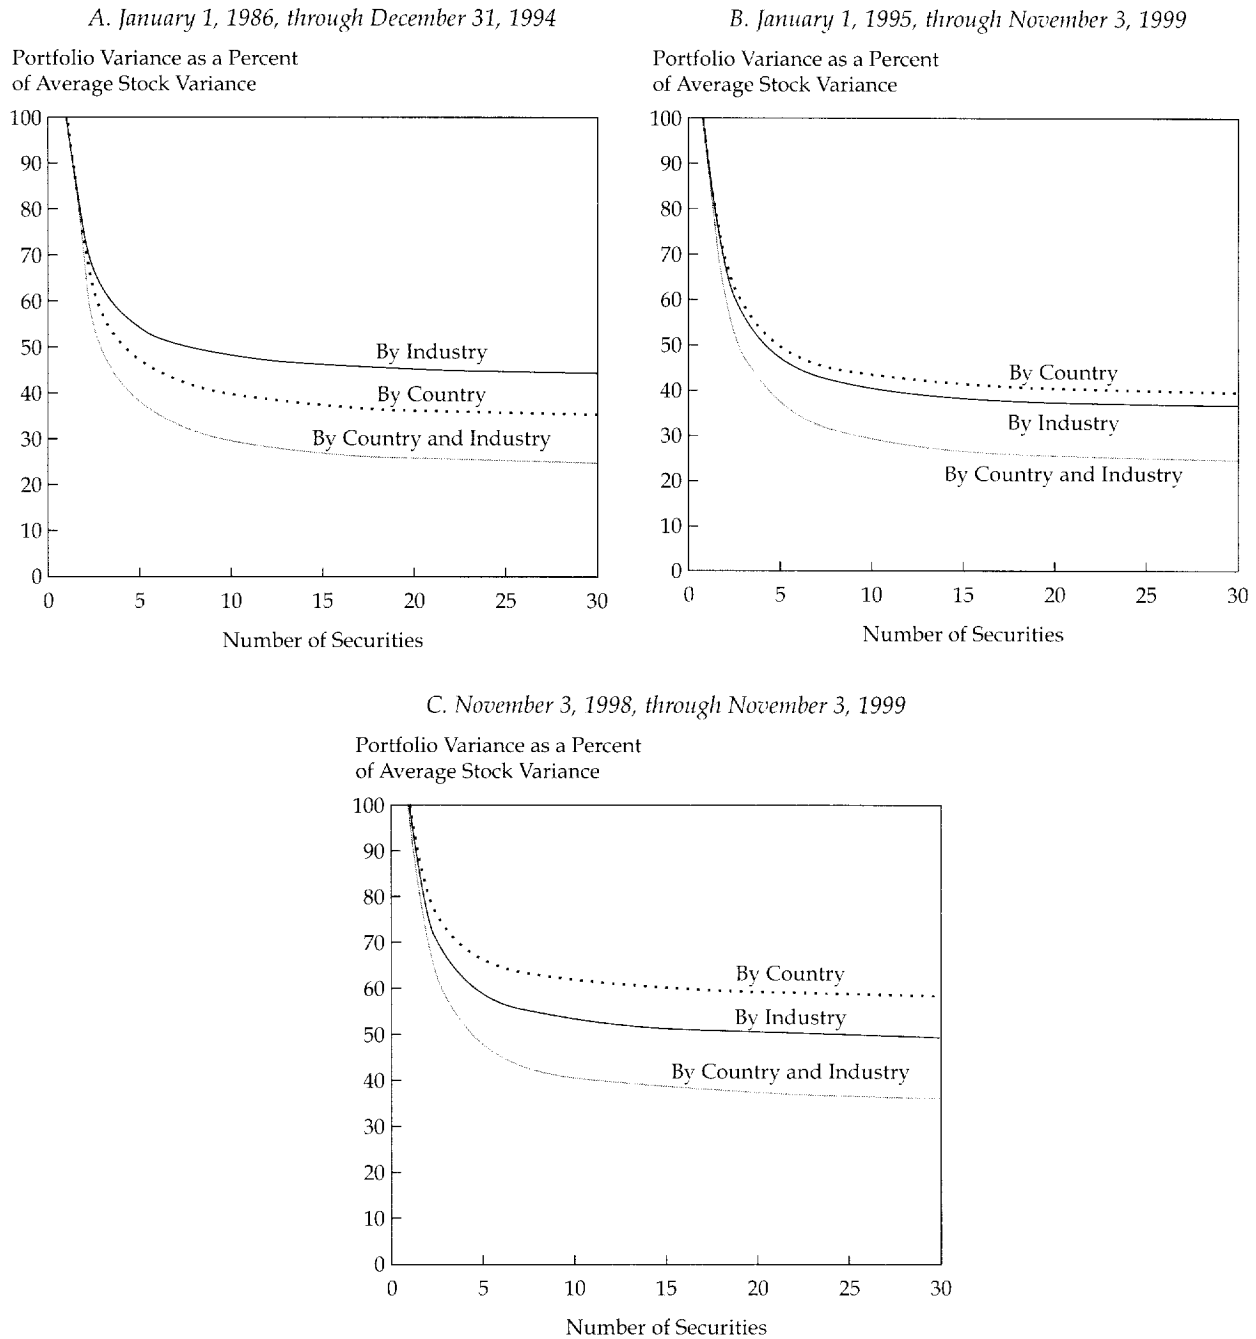 A. January 1, 1986, through December 31, 1994
Portfolio Variance as a Percent
of Average Stock Variance
100
90
80
70
60
50
40
30
20
10
0
By Industry
By Country
By Country and Industry
0 5 10 15 20 25 30
Number of Securities
B. January 1, 1995, through November 3, 1999
Portfolio Variance as a Percent
of Average Stock Variance
100
90
80
70
60
50
40
30
20
10
0
By Country
By Industry
By Country and Industry
0 5 10 15 20 25 30
Number of Securities
C. November 3, 1998, through November 3, 1999
Portfolio Variance as a Percent
of Average Stock Variance
100
90
80
70
60
50
40
30
20
10
0
By Country
By Industry
By Country and Industry
0 5 10 15 20 25 30
Number of Securities